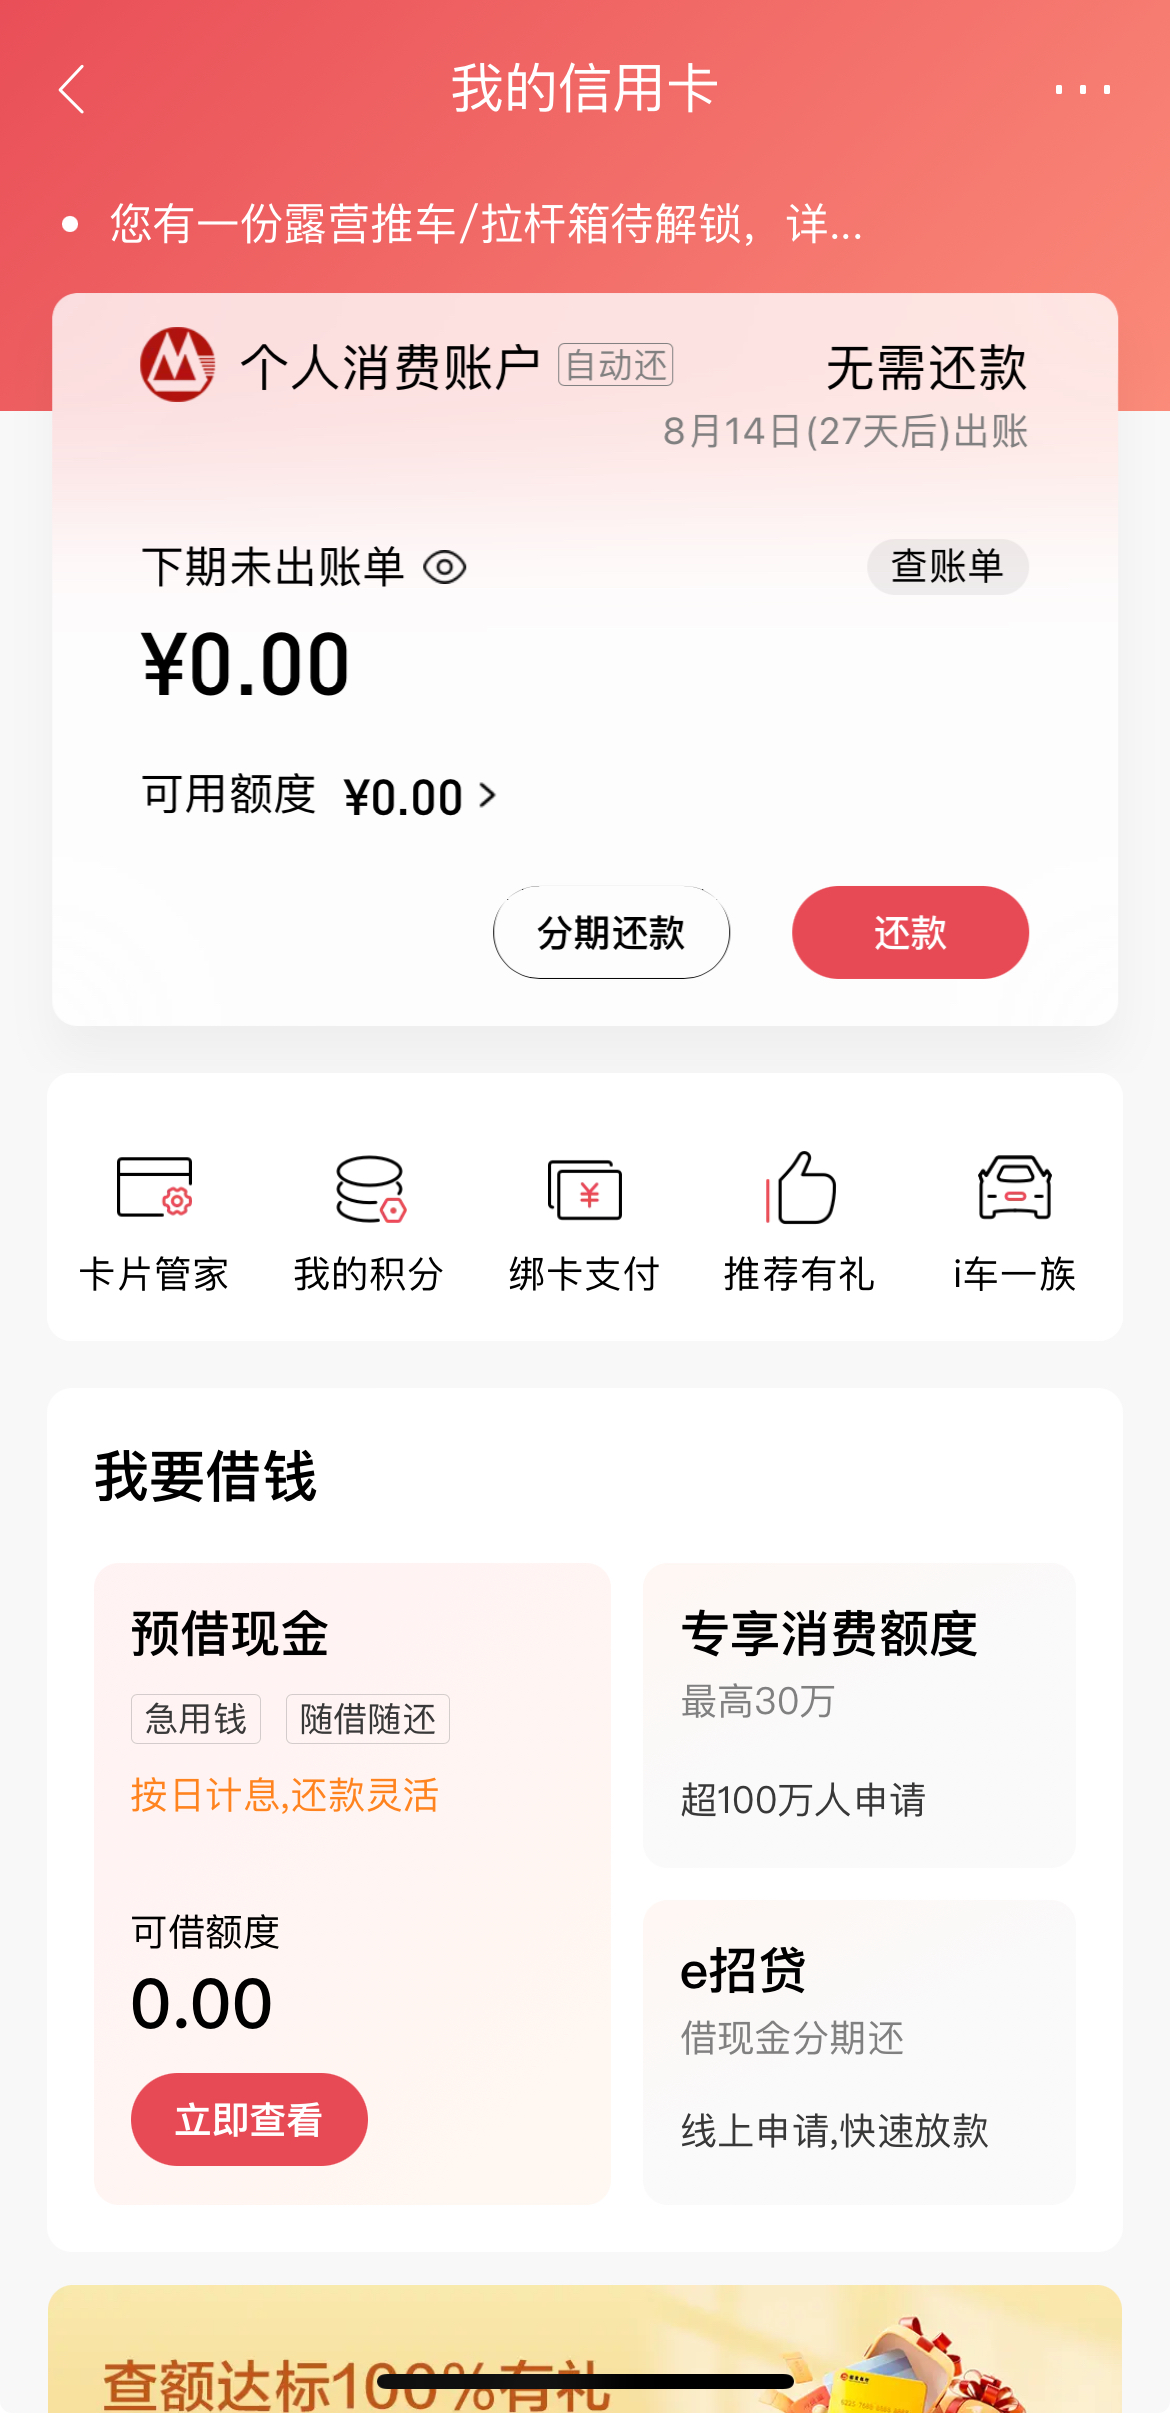 我的信用卡
您有一份露营推车/拉杆箱待解锁，详...
个人消费账户 自动还 无需还款
8月14日(27天后)出账
下期未出账单 查账单
¥0.00
可用额度 ¥0.00
分期还款 还款
卡片管家 我的积分 绑卡支付 推荐有礼 i车一族
我要借钱
预借现金
急用钱 随借随还
按日计息,还款灵活
可借额度
0.00
立即查看
专享消费额度
最高30万
超100万人申请
e招贷
借现金分期还
线上申请,快速放款
查额达标100%有礼